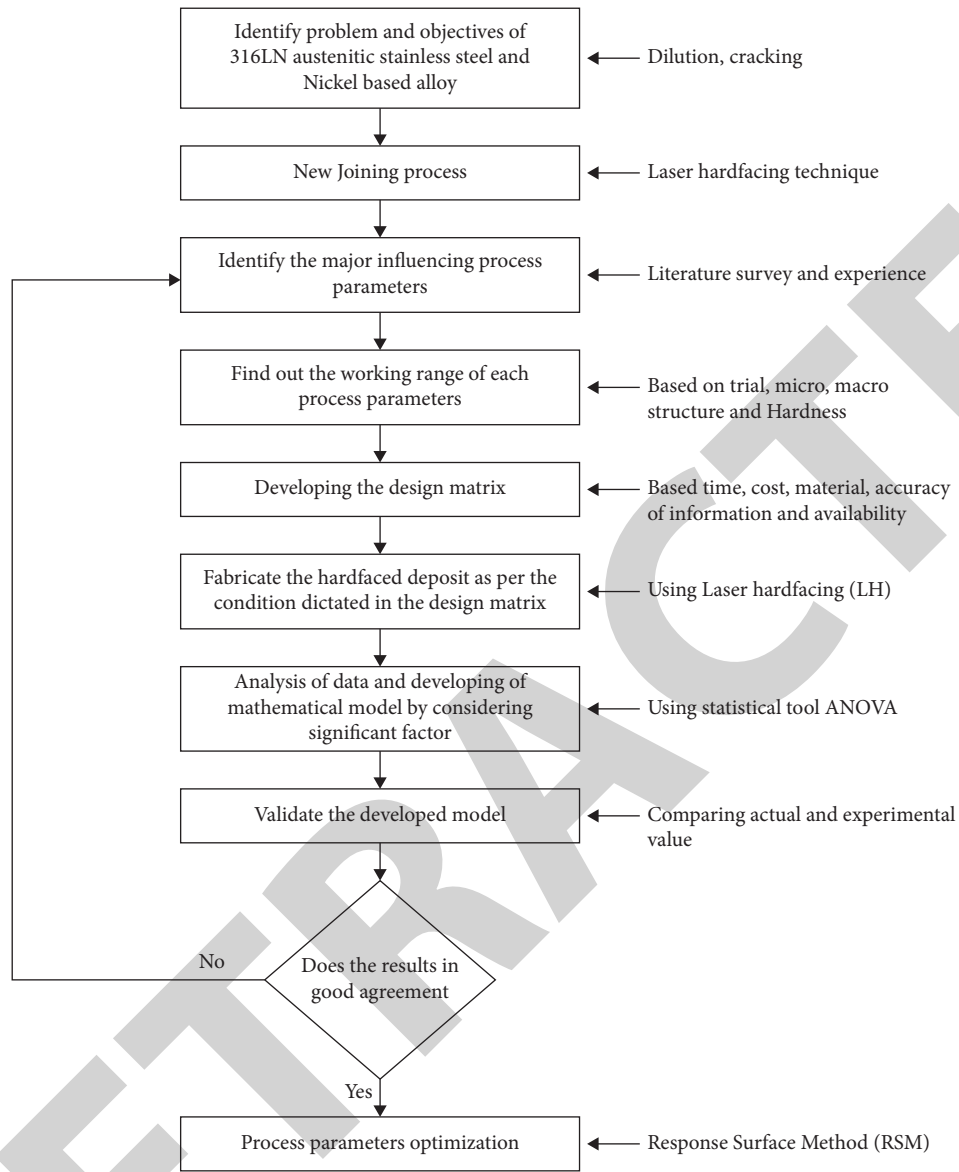 Identify problem and objectives of
316LN austenitic stainless steel and
Nickel based alloy
Dilution, cracking
New Joining process
Laser hardfacing technique
Identify the major influencing process
parameters
Literature survey and experience
Find out the working range of each
process parameters
Based on trial, micro, macro
structure and Hardness
Developing the design matrix
Based time, cost, material, accuracy
of information and availability
Fabricate the hardfaced deposit as per the
condition dictated in the design matrix
Using Laser hardfacing (LH)
Analysis of data and developing of
mathematical model by considering
significant factor
Using statistical tool ANOVA
Validate the developed model
Comparing actual and experimental
value
No
Does the results in
good agreement
Yes
Process parameters optimization
Response Surface Method (RSM)
ETRACTE